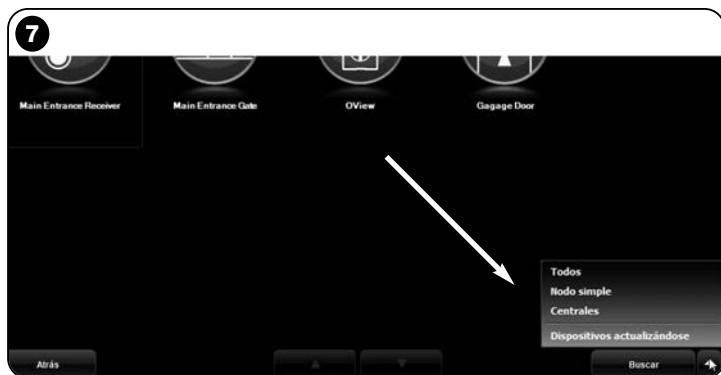 7
Main Entrance Receiver Main Entrance Gate OView Gagage Door
Todos
Nodo simple
Centrales
Dispositivos actualizándose
Atrás Buscar